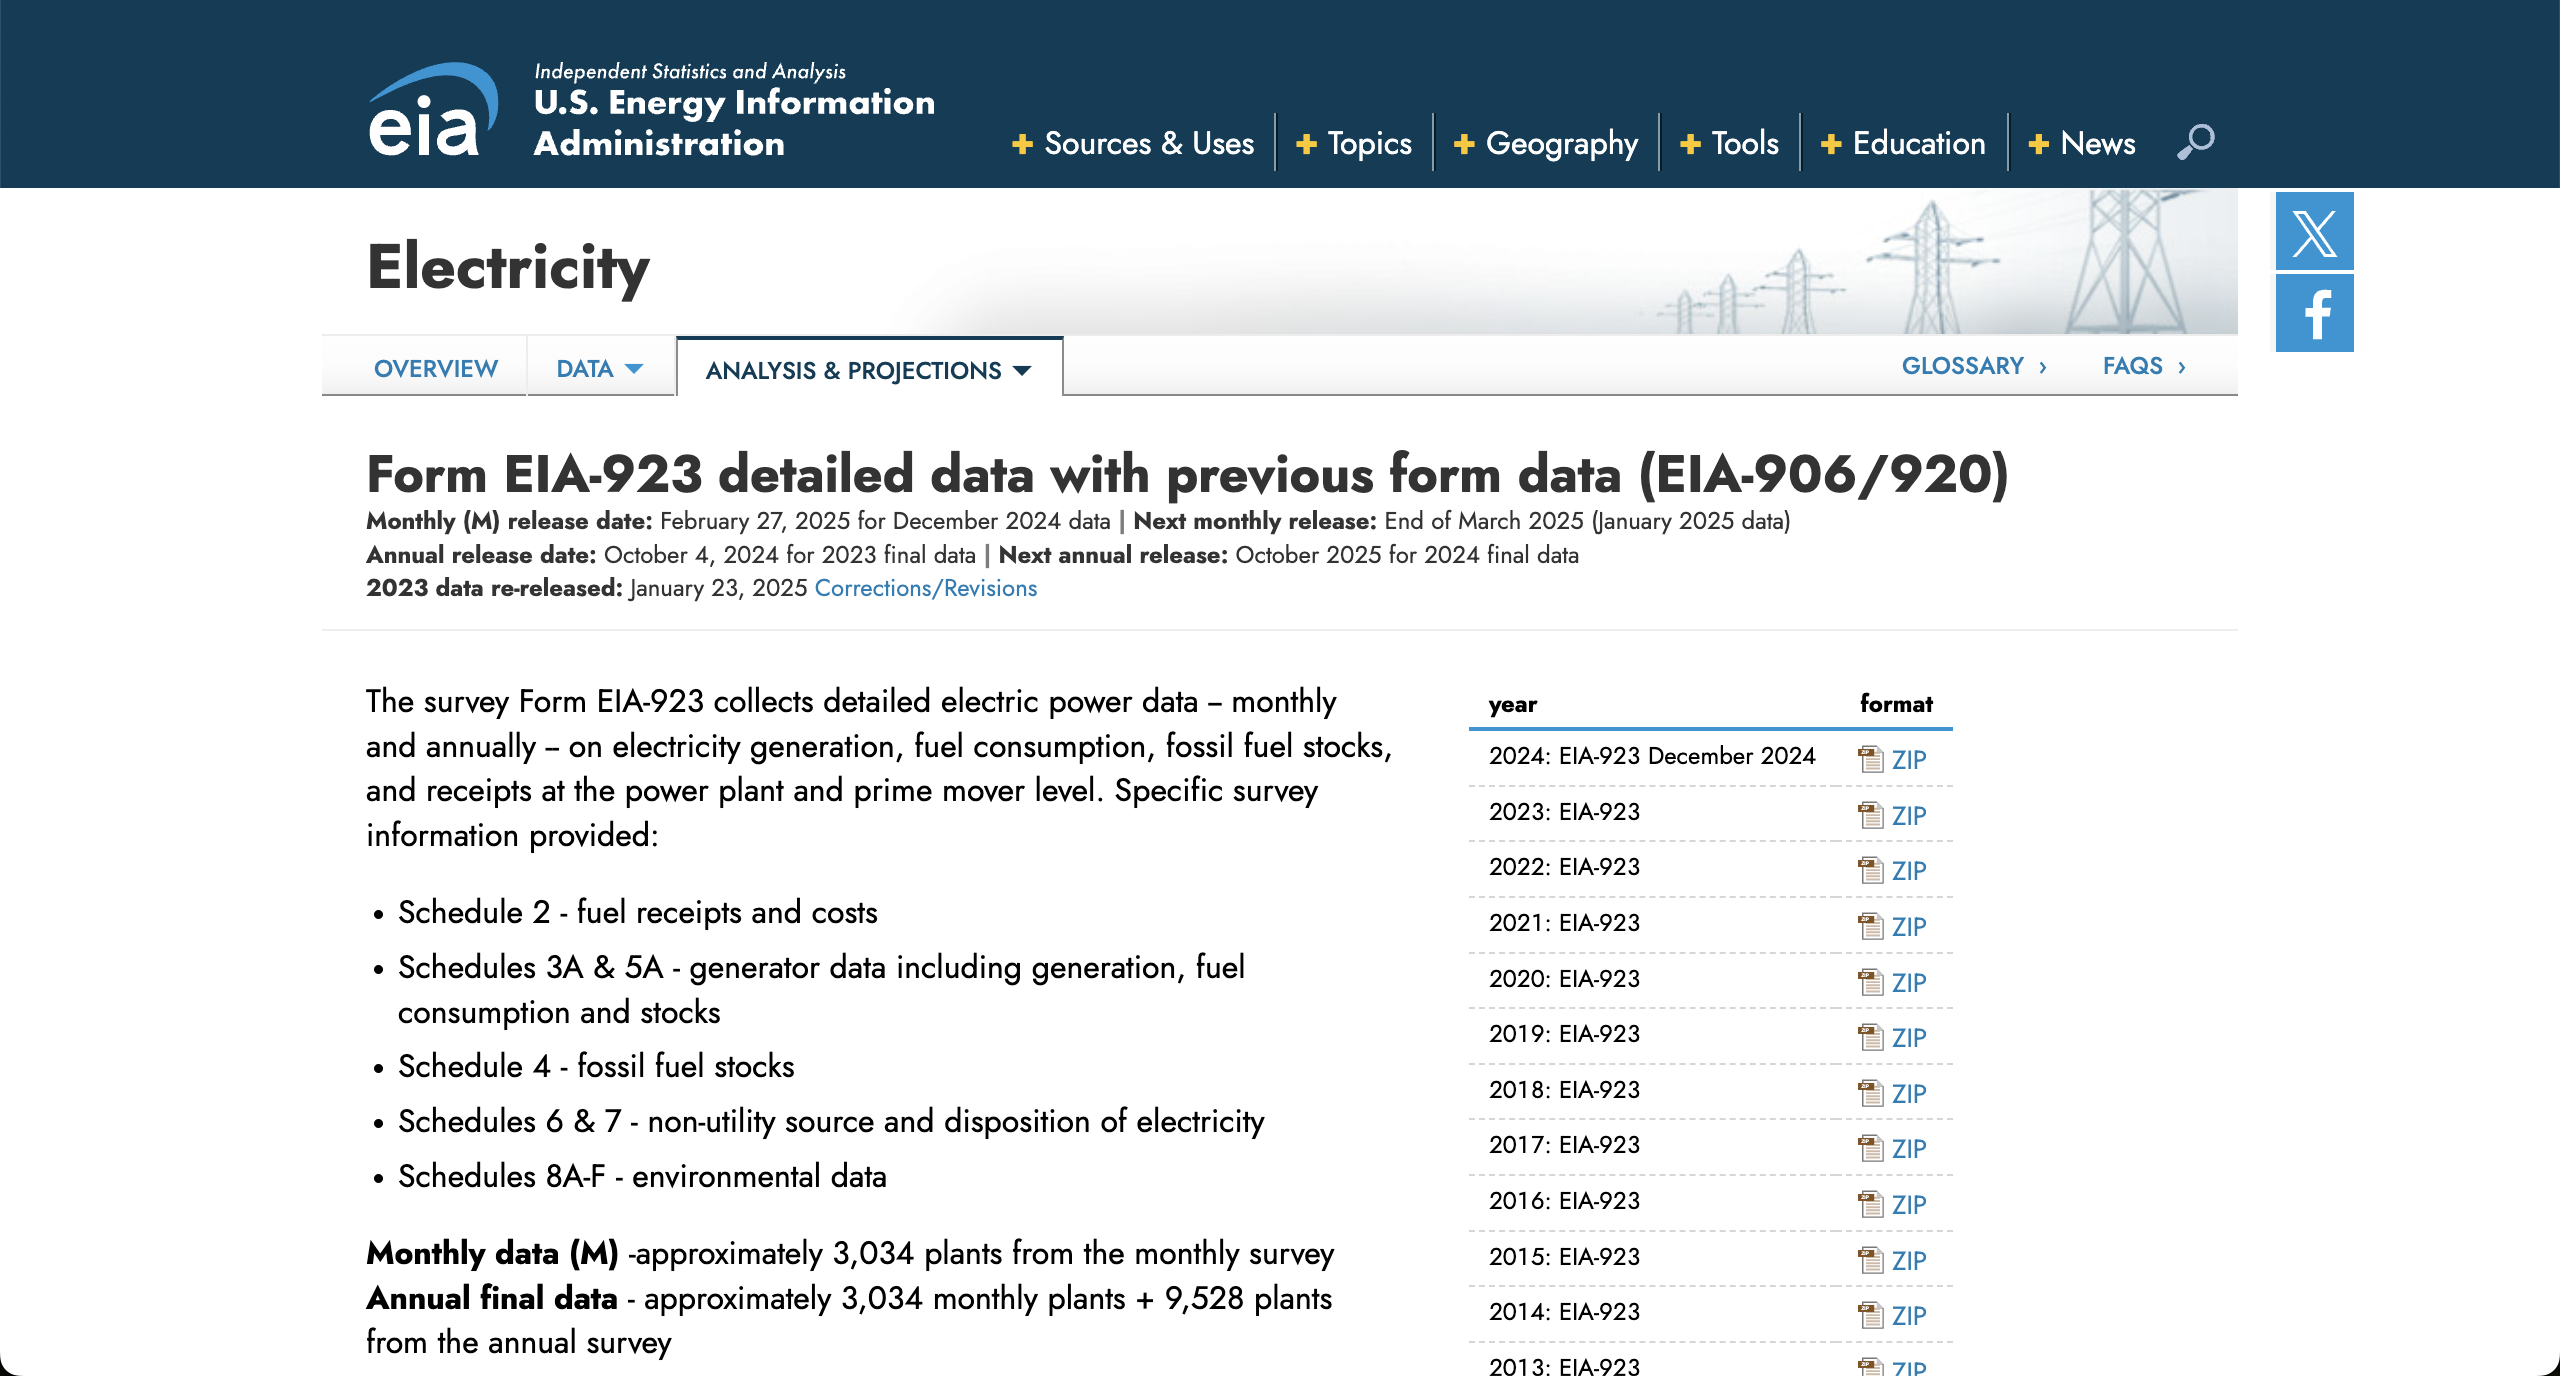 Independent Statistics and Analysis
U.S. Energy Information
Administration
eia
+ Sources & Uses
+ Topics
+ Geography
+ Tools
+ Education
+ News
Electricity
OVERVIEW
DATA
ANALYSIS & PROJECTIONS
GLOSSARY ›
FAQS ›
Form EIA-923 detailed data with previous form data (EIA-906/920)
Monthly (M) release date: February 27, 2025 for December 2024 data | Next monthly release: End of March 2025 (January 2025 data)
Annual release date: October 4, 2024 for 2023 final data | Next annual release: October 2025 for 2024 final data
2023 data re-released: January 23, 2025 Corrections/Revisions
The survey Form EIA-923 collects detailed electric power data – monthly
and annually – on electricity generation, fuel consumption, fossil fuel stocks,
and receipts at the power plant and prime mover level. Specific survey
information provided:
• Schedule 2 - fuel receipts and costs
• Schedules 3A & 5A - generator data including generation, fuel
consumption and stocks
• Schedule 4 - fossil fuel stocks
• Schedules 6 & 7 - non-utility source and disposition of electricity
• Schedules 8A-F - environmental data
Monthly data (M) -approximately 3,034 plants from the monthly survey
Annual final data - approximately 3,034 monthly plants + 9,528 plants
from the annual survey
year format
2024: EIA-923 December 2024 ZIP
2023: EIA-923 ZIP
2022: EIA-923 ZIP
2021: EIA-923 ZIP
2020: EIA-923 ZIP
2019: EIA-923 ZIP
2018: EIA-923 ZIP
2017: EIA-923 ZIP
2016: EIA-923 ZIP
2015: EIA-923 ZIP
2014: EIA-923 ZIP
2013: EIA-923 ZIP